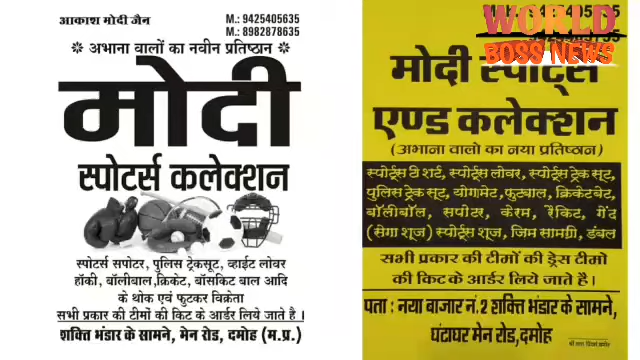 आकाश मोदी जैन
M.: 9425405635
M.: 8982878635
अभाना वालों का नवीन प्रतिष्ठान
मोदी
स्पोटर्स कलेक्शन
स्पोटर्स सपोटर, पुलिस ट्रेकसूट, व्हाईट लोवर
हॉकी, बॉलीबाल,क्रिकेट, बॉसकिट बाल आदि
के थोक एवं फुटकर विक्रेता
सभी प्रकार की टीमों की किट के आर्डर लिये जाते है ।
शक्ति भंडार के सामने, मेन रोड, दमोह (म.प्र.)
WORLD
BOSS NEWS
मोदी स्पोर्ट्स
एण्ड कलेक्शन
(अभाना वालो का नया प्रतिष्ठान)
स्पोर्ट्स टी शर्ट, स्पोर्ट्स लोवर, स्पोर्ट्स ट्रेक सूट,
पुलिस ट्रेक सूट, योगामेट, फुटबाल, क्रिकेटबेट,
बॉलीबॉल, सपोटर, केरम, रैकिट, गेंद
(सेगा शूज) स्पोर्ट्स शूज, जिम सामग्री, डंबल
सभी प्रकार की टीमों की ड्रेस टीमो
की किट के आर्डर लिये जाते है।
पता : नया बाजार नं.2 शक्ति भंडार के सामने,
घंटाघर मेन रोड,दमोह